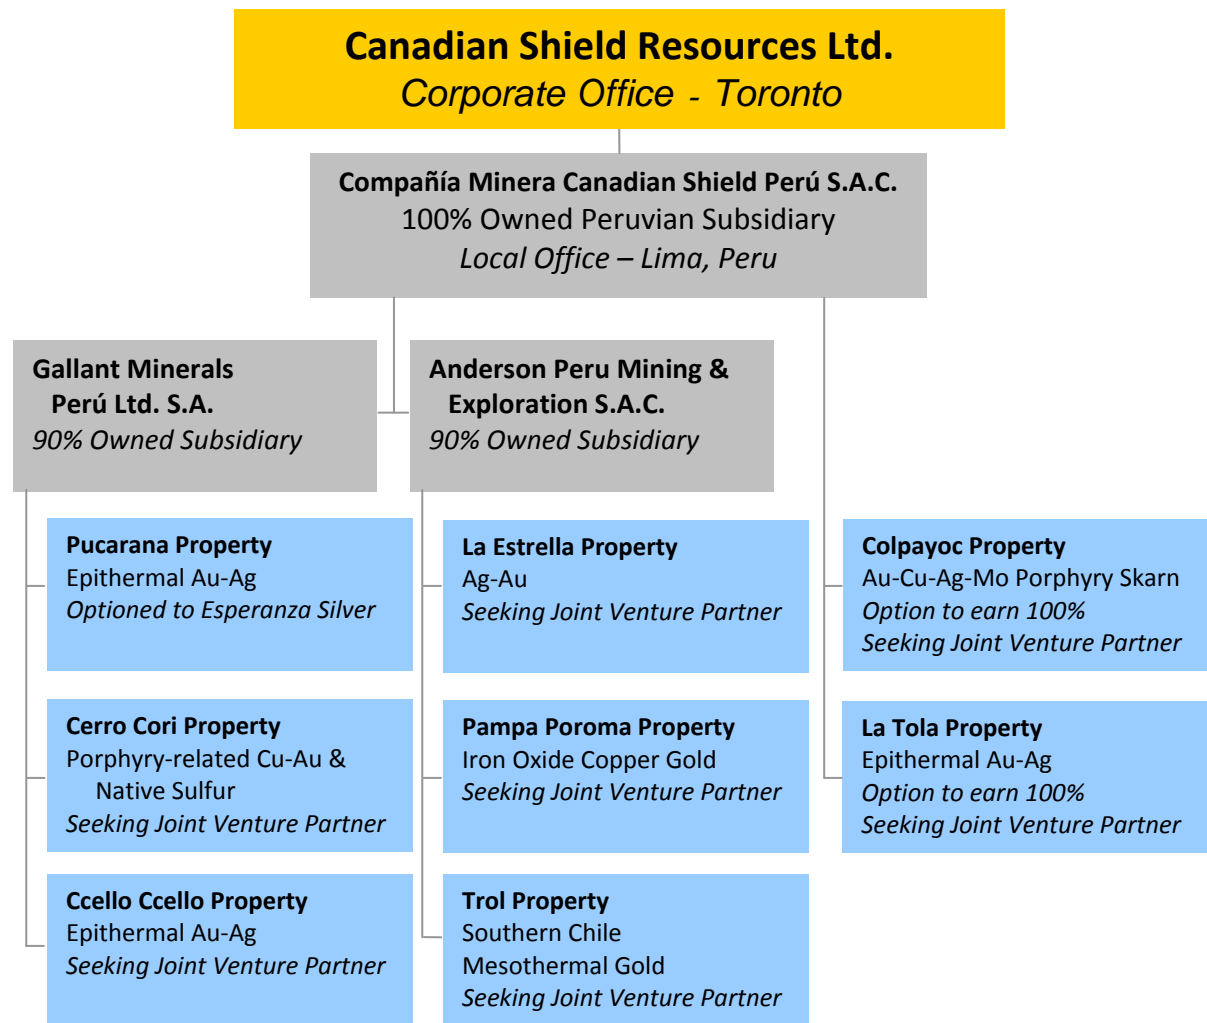 Canadian Shield Resources Ltd.
Corporate Office - Toronto
Compañía Minera Canadian Shield Perú S.A.C.
100% Owned Peruvian Subsidiary
Local Office – Lima, Peru
Gallant Minerals
Perú Ltd. S.A.
90% Owned Subsidiary
Anderson Peru Mining &
Exploration S.A.C.
90% Owned Subsidiary
Pucarana Property
Epithermal Au-Ag
Optioned to Esperanza Silver
La Estrella Property
Ag-Au
Seeking Joint Venture Partner
Colpayoc Property
Au-Cu-Ag-Mo Porphyry Skarn
Option to earn 100%
Seeking Joint Venture Partner
Cerro Cori Property
Porphyry-related Cu-Au &
Native Sulfur
Seeking Joint Venture Partner
Pampa Poroma Property
Iron Oxide Copper Gold
Seeking Joint Venture Partner
La Tola Property
Epithermal Au-Ag
Option to earn 100%
Seeking Joint Venture Partner
Ccello Ccello Property
Epithermal Au-Ag
Seeking Joint Venture Partner
Trol Property
Southern Chile
Mesothermal Gold
Seeking Joint Venture Partner